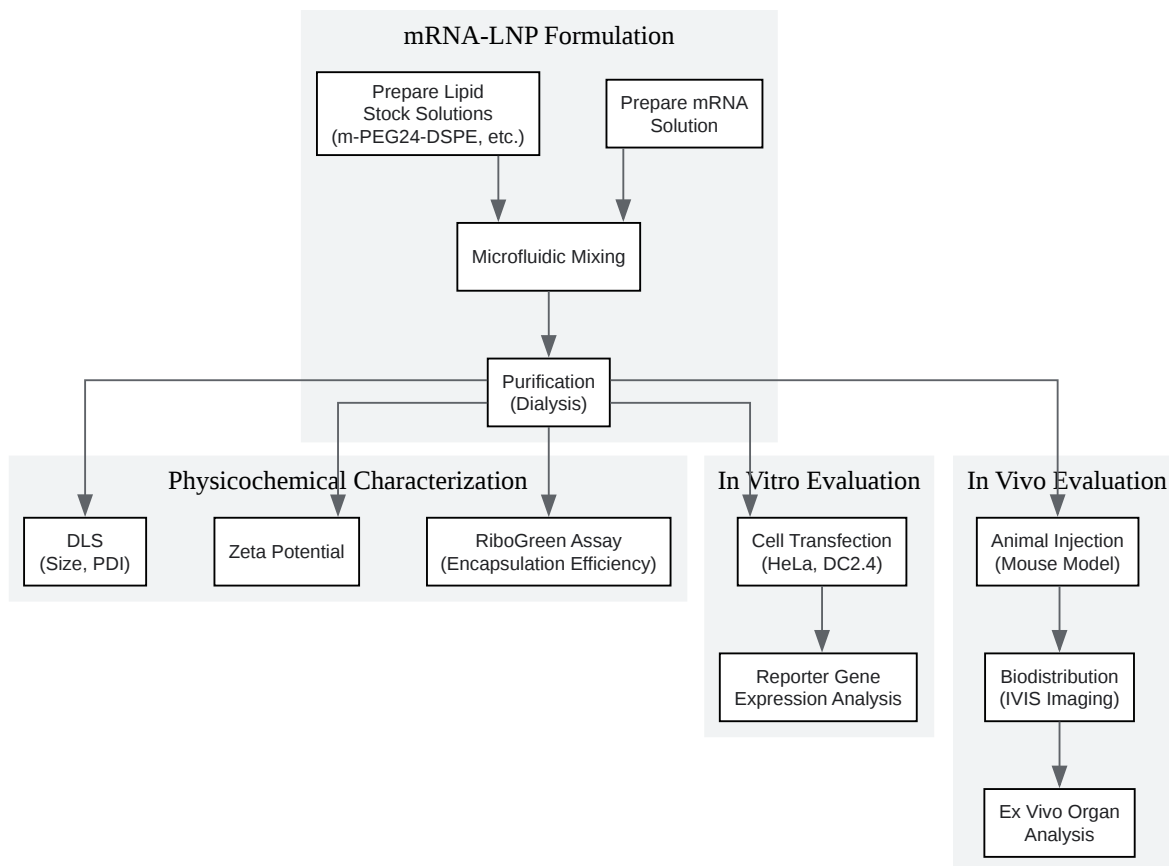 mRNA-LNP Formulation
Prepare Lipid
Stock Solutions
(m-PEG24-DSPE, etc.)
Prepare mRNA
Solution
Microfluidic Mixing
Purification
(Dialysis)
Physicochemical Characterization
DLS
(Size, PDI)
Zeta Potential
RiboGreen Assay
(Encapsulation Efficiency)
In Vitro Evaluation
Cell Transfection
(HeLa, DC2.4)
Reporter Gene
Expression Analysis
In Vivo Evaluation
Animal Injection
(Mouse Model)
Biodistribution
(IVIS Imaging)
Ex Vivo Organ
Analysis